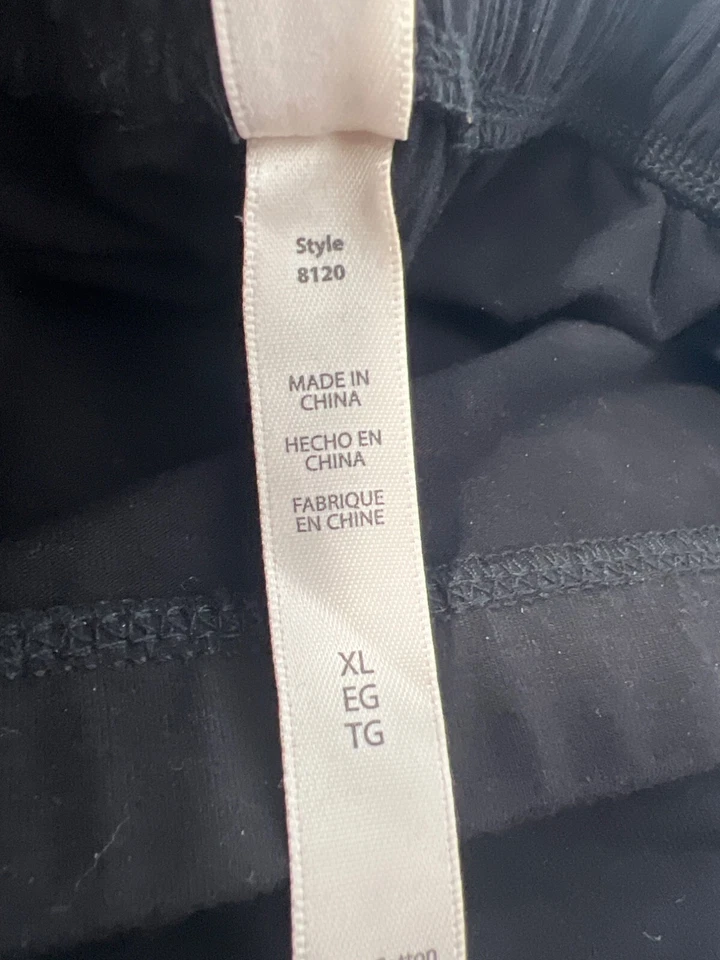 Style
8120
MADE IN
CHINA
HECHO EN
CHINA
FABRIQUE
EN CHINE
XL
EG
TG